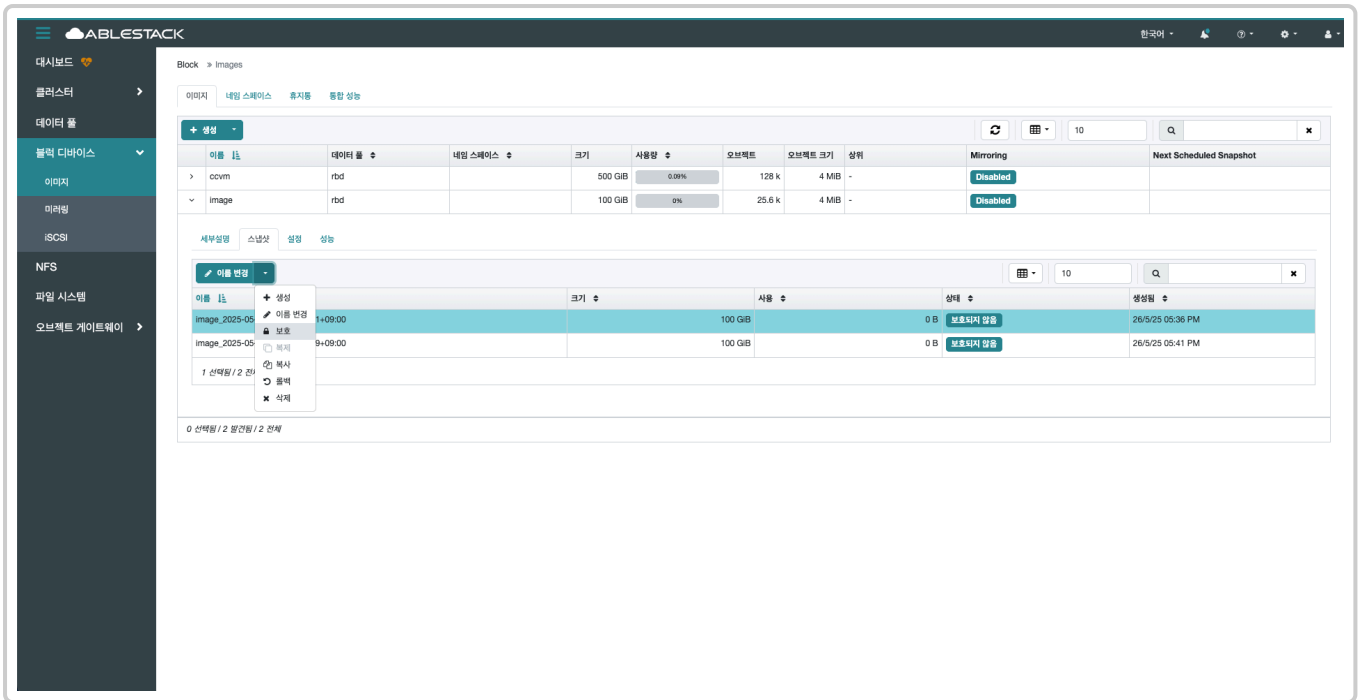 ABLESTACK
한국어
대시보드
클러스터
데이터 풀
블럭 디바이스
이미지
미러링
iSCSI
NFS
파일 시스템
오브젝트 게이트웨이
Block » Images
이미지 네임 스페이스 휴지통 통합 성능
+ 생성 10
이름 데이터 풀 네임 스페이스 크기 사용량 오브젝트 오브젝트 크기 상위 Mirroring Next Scheduled Snapshot
ccvm rbd 500 GiB 0.09% 128 k 4 MiB - Disabled
image rbd 100 GiB 0% 25.6 k 4 MiB - Disabled
세부설명 스냅샷 설정 성능
이름 변경 10
이름 크기 사용 상태 생성됨
image_2025-05 1+09:00 100 GiB 0 B 보호되지 않음 26/5/25 05:36 PM
image_2025-05 9+09:00 100 GiB 0 B 보호되지 않음 26/5/25 05:41 PM
1 선택됨 / 2 전체
+ 생성
이름 변경
보호
복제
복사
롤백
삭제
0 선택됨 / 2 발견됨 / 2 전체